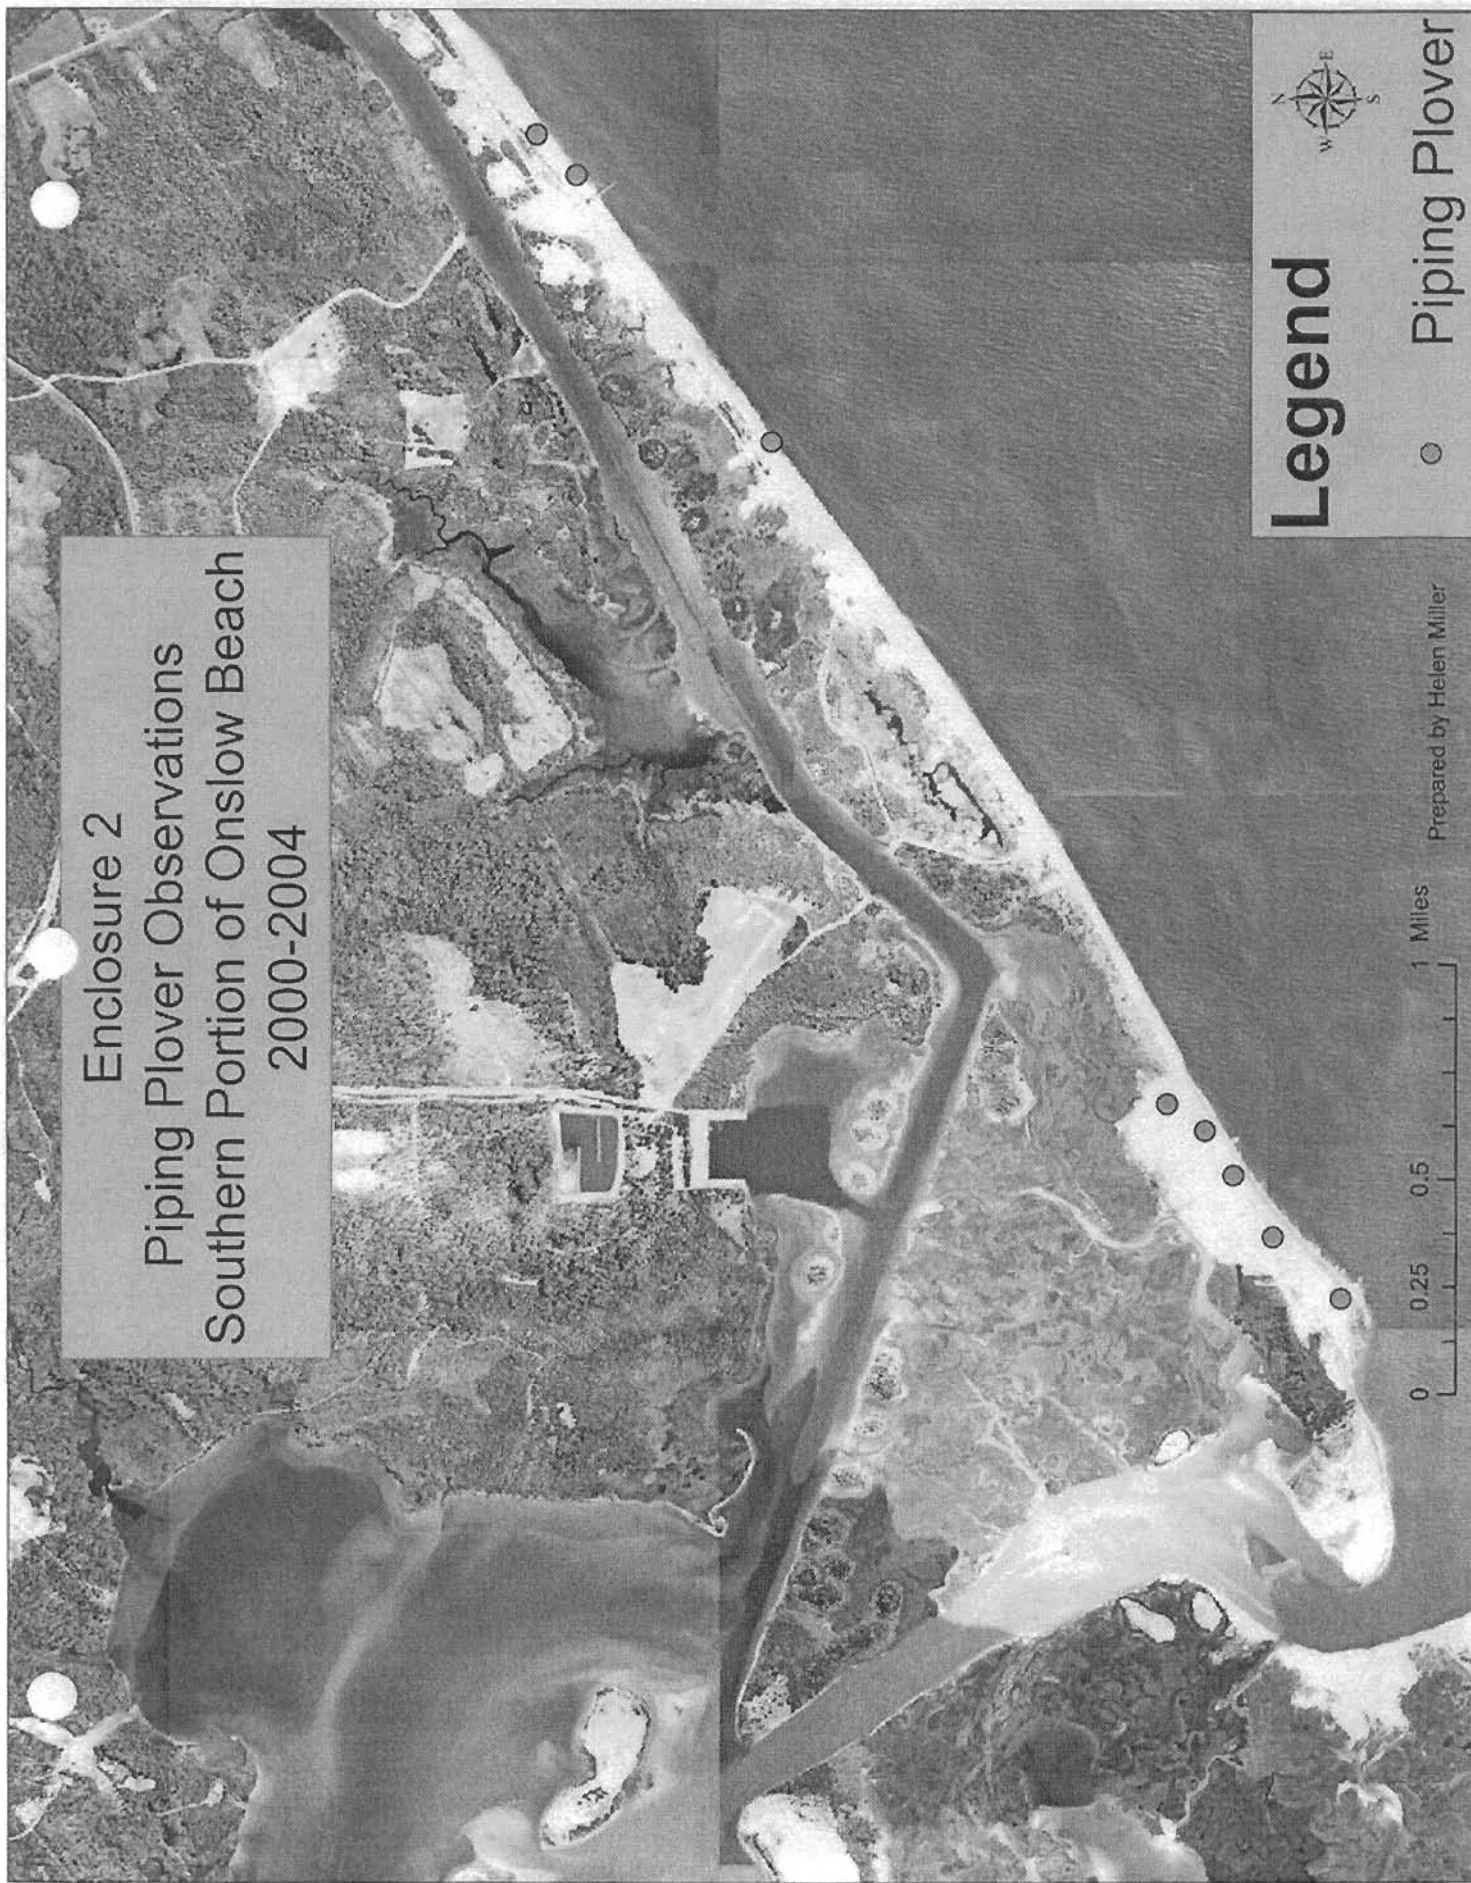 Enclosure 2
Piping Plover Observations
Southern Portion of Onslow Beach
2000-2004
Legend
N
E
S
W
Piping Plover
0 0.25 0.5 1 Miles
Prepared by Helen Miller